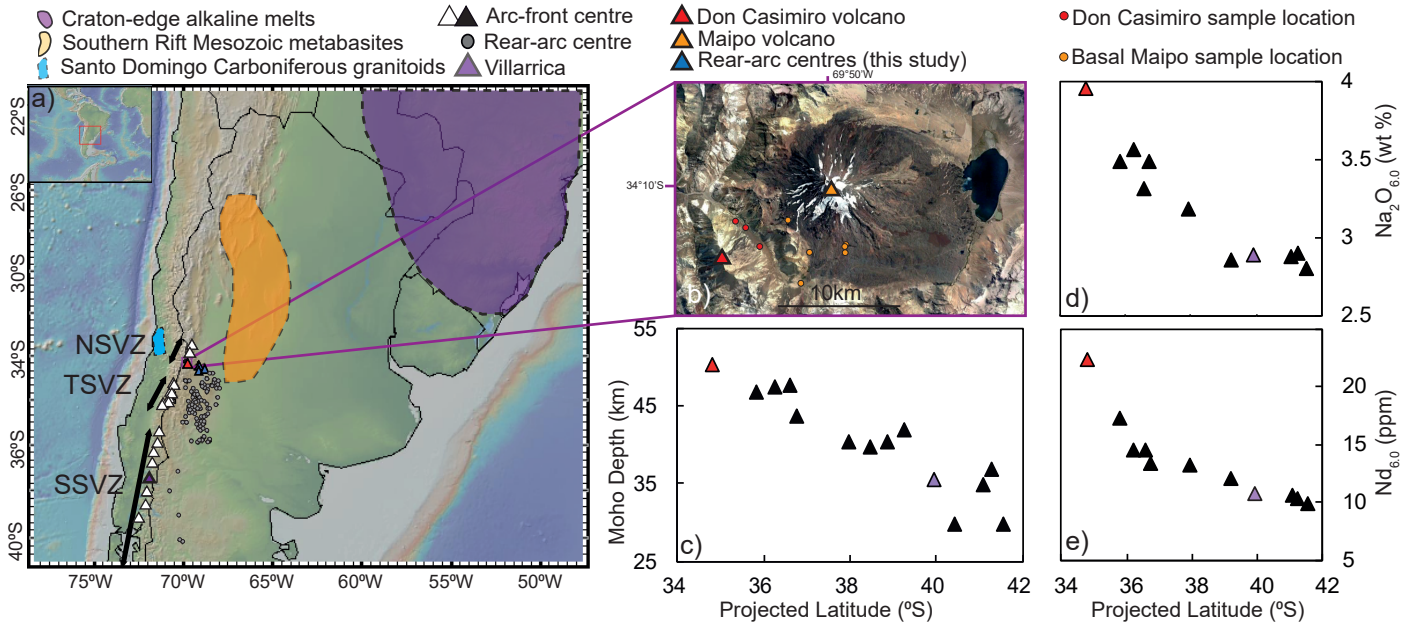 Craton-edge alkaline melts
Southern Rift Mesozoic metabasites
Santo Domingo Carboniferous granitoids
Arc-front centre
Rear-arc centre
Villarrica
Don Casimiro volcano
Maipo volcano
Rear-arc centres (this study)
Don Casimiro sample location
Basal Maipo sample location
a)
22°S
26°S
30°S
34°S
36°S
40°S
NSVZ
TSVZ
SSVZ
75°W
70°W
65°W
60°W
55°W
50°W
69°50'W
34°10'S
b)
10km
55
45
35
25
Moho Depth (km)
c)
34
36
38
40
42
Projected Latitude (ºS)
4
3.5
3
2.5
Na₂O₆.₀ (wt %)
d)
20
15
10
5
Nd₆.₀ (ppm)
e)
34
36
38
40
42
Projected Latitude (ºS)